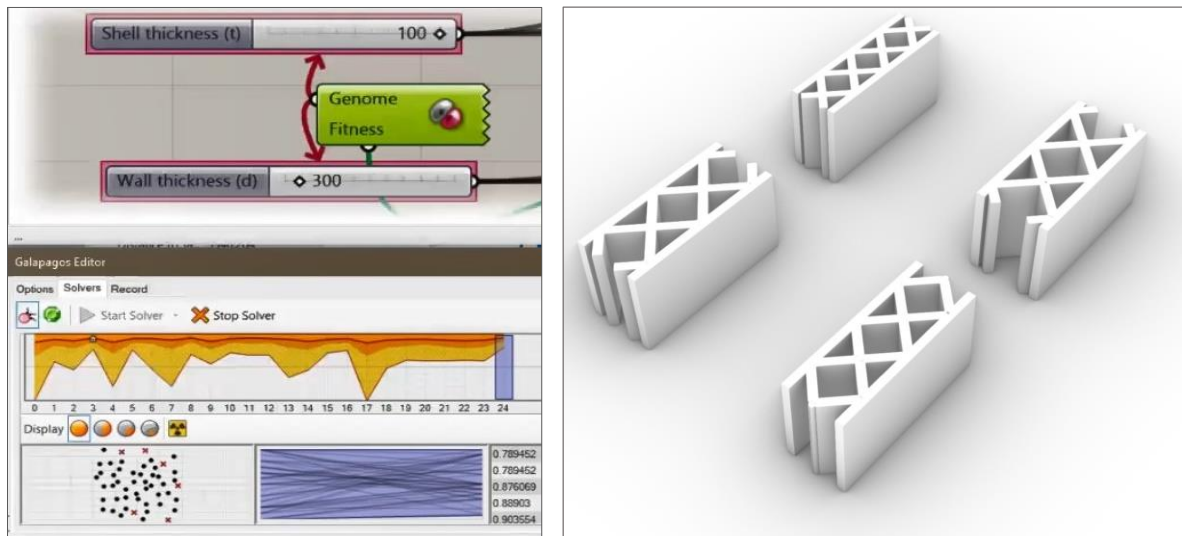 Shell thickness (t) 100
Genome
Fitness
Wall thickness (d) 300
...
Galapagos Editor
Options Solvers Record
Start Solver Stop Solver
0 1 2 3 4 5 6 7 8 9 10 11 12 13 14 15 16 17 18 19 20 21 22 23 24
Display
0.789452
0.789452
0.876069
0.88903
0.903554